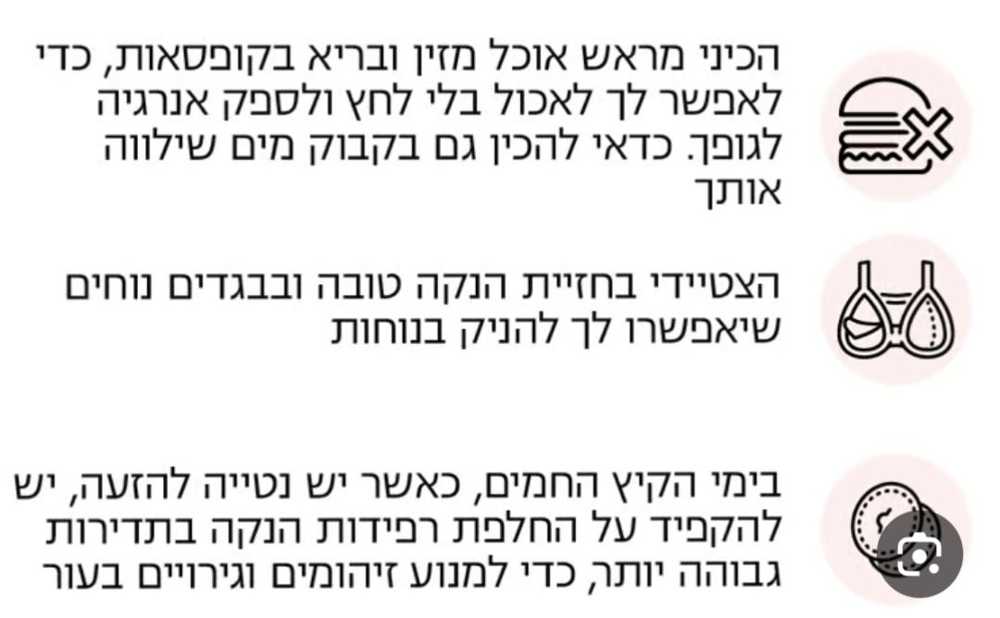 הכיני מראש אוכל מזין ובריא בקופסאות, כדי
לאפשר לך לאכול בלי לחץ ולספק אנרגיה
לגופך. כדאי להכין גם בקבוק מים שילווה
אותך
הצטיידי בחזיית הנקה טובה ובבגדים נוחים
שיאפשרו לך להניק בנוחות
בימי הקיץ החמים, כאשר יש נטייה להזעה, יש
להקפיד על החלפת רפידות הנקה בתדירות
גבוהה יותר, כדי למנוע זיהומים וגירויים בעור